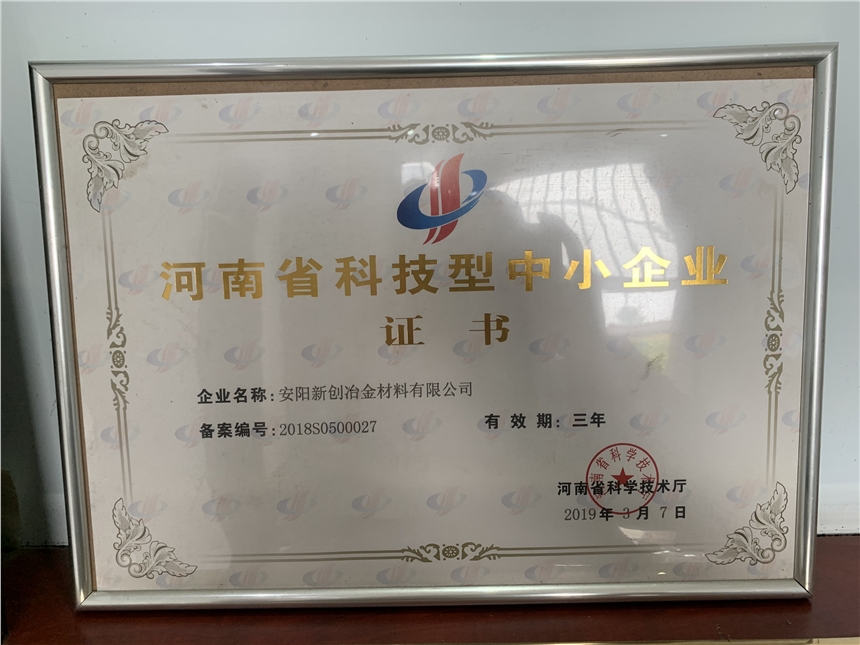 河南省科技型中小企业
证 书
企业名称：安阳新创冶金材料有限公司
备案编号：2018S0500027 有 效 期：三年
河南省科学技术厅
2019年 3 月 7 日